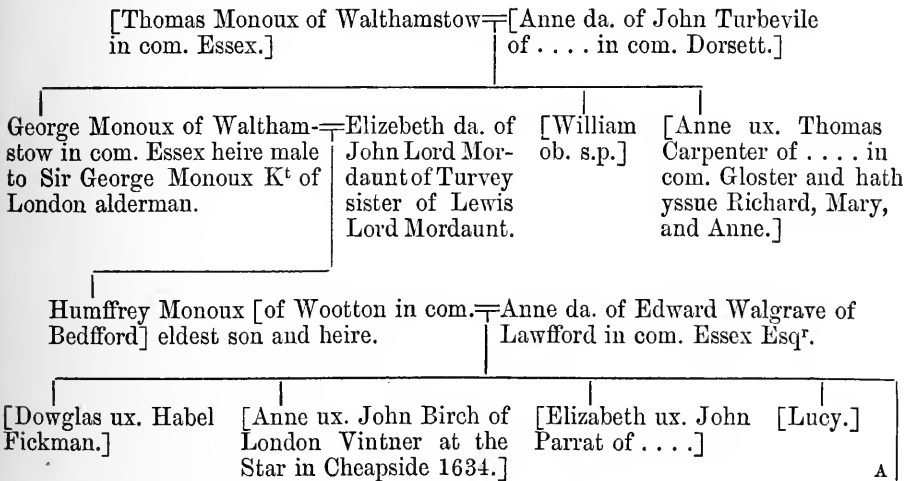 [Thomas Monoux of Walthamstow
in com. Essex.]
[Anne da. of John Turbevile
of . . . . in com. Dorsett.]
George Monoux of Waltham-
stow in com. Essex heire male
to Sir George Monoux Kᵗ of
London alderman.
Elizebeth da. of
John Lord Mor-
daunt of Turvey
sister of Lewis
Lord Mordaunt.
[William
ob. s.p.]
[Anne ux. Thomas
Carpenter of . . . . in
com. Gloster and hath
yssue Richard, Mary,
and Anne.]
Humffrey Monoux [of Wootton in com.
Bedfford] eldest son and heire.
Anne da. of Edward Walgrave of
Lawfford in com. Essex Esqʳ.
[Dowglas ux. Habel
Fickman.]
[Anne ux. John Birch of
London Vintner at the
Star in Cheapside 1634.]
[Elizabeth ux. John
Parrat of . . . .]
[Lucy.]
A